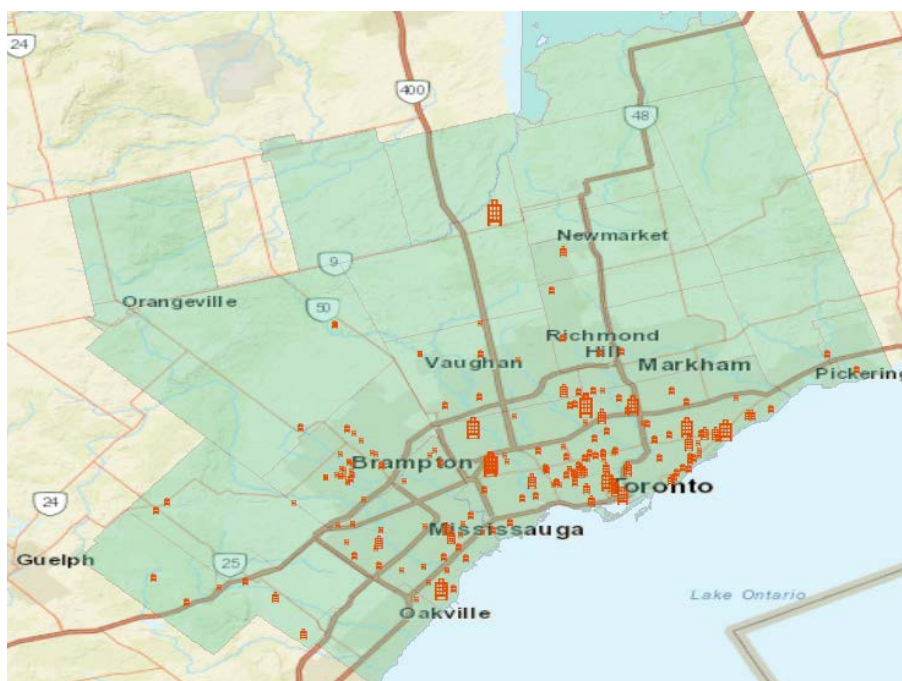 24
400
48
Newmarket
9
Orangeville
50
Richmond
Hill
Vaughan
Markham
Pickering
Brampton
24
Toronto
Mississauga
Guelph
25
Lake Ontario
Oakville